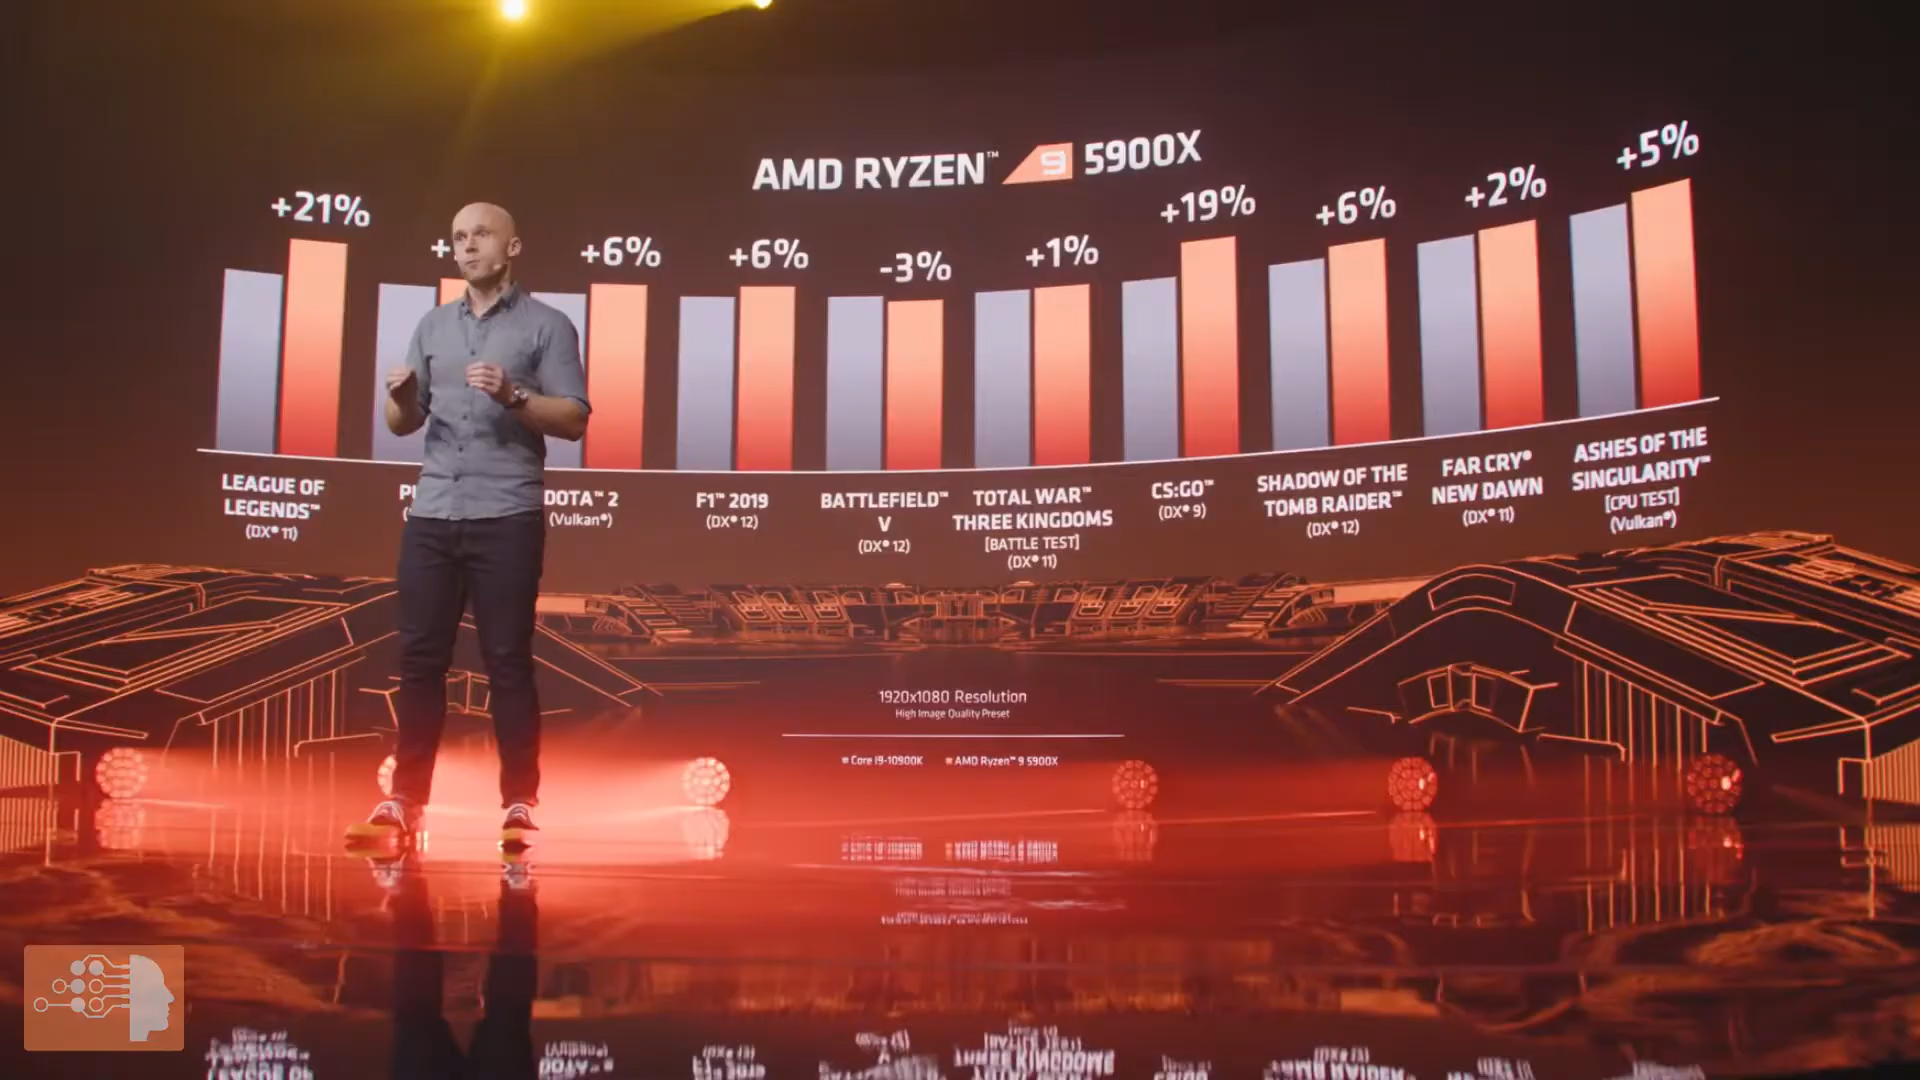 AMD RYZEN™ 9 5900X
+21%
+6%
+6%
-3%
+1%
+19%
+6%
+2%
+5%
LEAGUE OF
LEGENDS™
(DX® 11)
DOTA™ 2
(Vulkan®)
F1™ 2019
(DX® 12)
BATTLEFIELD™
V
(DX® 12)
TOTAL WAR™
THREE KINGDOMS
[BATTLE TEST]
(DX® 11)
CS:GO™
(DX® 9)
SHADOW OF THE
TOMB RAIDER™
(DX® 12)
FAR CRY®
NEW DAWN
(DX® 11)
ASHES OF THE
SINGULARITY™
[CPU TEST]
(Vulkan®)
1920x1080 Resolution
High Image Quality Preset
Core i9-10900K AMD Ryzen™ 9 5900X